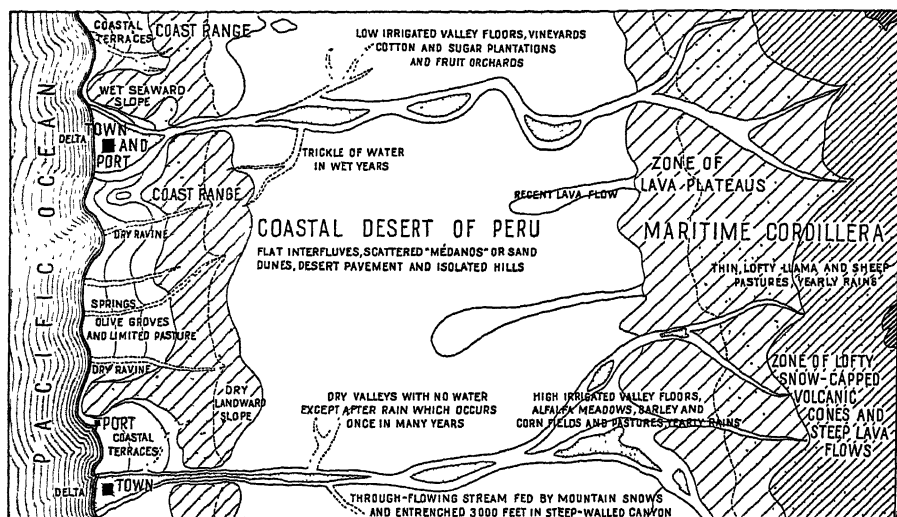 COASTAL
TERRACES
COAST RANGE
LOW IRRIGATED VALLEY FLOORS, VINEYARDS
COTTON AND SUGAR PLANTATIONS
AND FRUIT ORCHARDS
WET SEAWARD
SLOPE
DELTA
TOWN
AND
PORT
TRICKLE OF WATER
IN WET YEARS
ZONE OF
LAVA PLATEAUS
COAST RANGE
RECENT LAVA FLOW
PACIFIC OCEAN
DRY RAVINE
COASTAL DESERT OF PERU
FLAT INTERFLUVES, SCATTERED "MÉDANOS" OR SAND
DUNES, DESERT PAVEMENT AND ISOLATED HILLS
MARITIME CORDILLERA
THIN, LOFTY LLAMA AND SHEEP
PASTURES, YEARLY RAINS
SPRINGS
OLIVE GROVES
AND LIMITED PASTURE
DRY RAVINE
DRY
LANDWARD
SLOPE
DRY VALLEYS WITH NO WATER
EXCEPT AFTER RAIN WHICH OCCURS
ONCE IN MANY YEARS
HIGH IRRIGATED VALLEY FLOORS,
ALFALFA MEADOWS, BARLEY AND
CORN FIELDS AND PASTURES, YEARLY RAINS
ZONE OF LOFTY
SNOW-CAPPED
VOLCANIC
CONES AND
STEEP LAVA
FLOWS
PORT
COASTAL
TERRACES
DELTA
TOWN
THROUGH-FLOWING STREAM FED BY MOUNTAIN SNOWS
AND ENTRENCHED 3000 FEET IN STEEP-WALLED CANYON